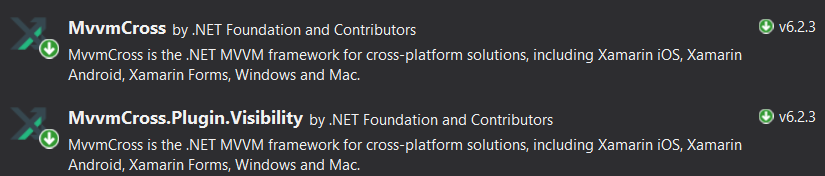 MvvmCross by .NET Foundation and Contributors v6.2.3
MvvmCross is the .NET MVVM framework for cross-platform solutions, including Xamarin iOS, Xamarin
Android, Xamarin Forms, Windows and Mac.
MvvmCross.Plugin.Visibility by .NET Foundation and Contributors v6.2.3
MvvmCross is the .NET MVVM framework for cross-platform solutions, including Xamarin iOS, Xamarin
Android, Xamarin Forms, Windows and Mac.